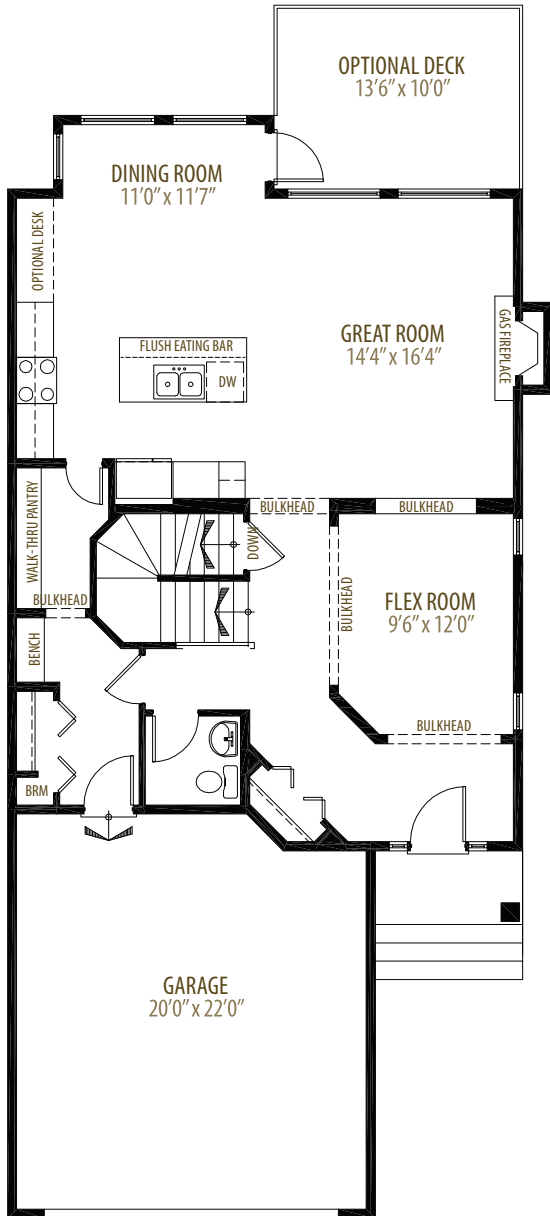 OPTIONAL DECK
13'6" x 10'0"
DINING ROOM
11'0" x 11'7"
OPTIONAL DESK
GREAT ROOM
14'4" x 16'4"
GAS FIREPLACE
FLUSH EATING BAR
DW
WALK-THRU PANTRY
BULKHEAD
BULKHEAD
DOWN
BULKHEAD
FLEX ROOM
9'6" x 12'0"
BULKHEAD
BENCH
BULKHEAD
BRM
GARAGE
20'0" x 22'0"